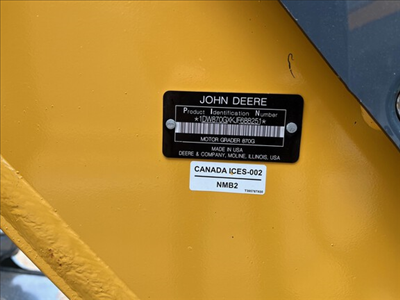 JOHN DEERE
Product Identification Number
*1DW870GXKJF688251*
MOTOR GRADER 870G
MADE IN USA
DEERE & COMPANY, MOLINE, ILLINOIS, USA
CANADA ICES-002
NMB2